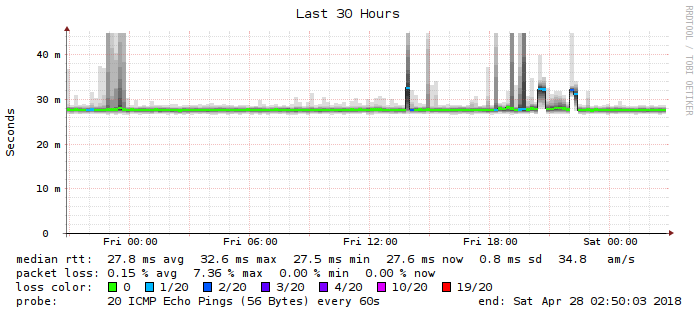 Last 30 Hours
RRDTOOL / TOBI OETIKER
Seconds
40 m
30 m
20 m
10 m
0
Fri 00:00 Fri 06:00 Fri 12:00 Fri 18:00 Sat 00:00
median rtt: 27.8 ms avg 32.6 ms max 27.5 ms min 27.6 ms now 0.8 ms sd 34.8 am/s
packet loss: 0.15 % avg 7.36 % max 0.00 % min 0.00 % now
loss color: 0 1/20 2/20 3/20 4/20 10/20 19/20
probe: 20 ICMP Echo Pings (56 Bytes) every 60s end: Sat Apr 28 02:50:03 2018